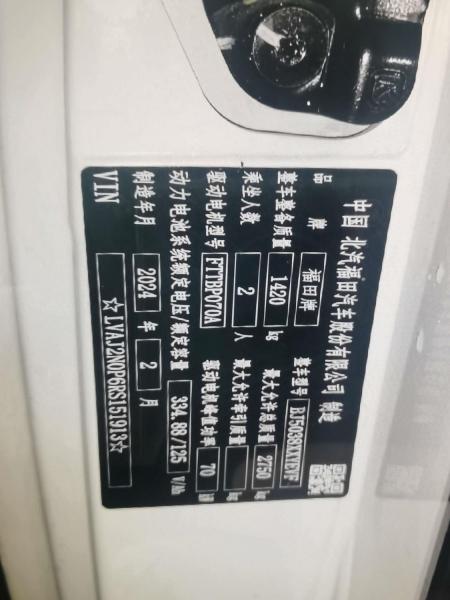 中国 北汽福田汽车股份有限公司 制造
品牌 福田牌 整车型号 BJ5038XXYEVF
整车整备质量 1420 kg 最大允许总质量 2750 kg
乘坐人数 2 人 最大允许牵引质量 kg
驱动电机型号 FTTBP070A 驱动电机峰值功率 70 kW
动力电池系统额定电压/额定容量 334.88/125 V/Ah
制造年月 2024 年 2 月
VIN ☆LVAJ2N0P6RS151913☆